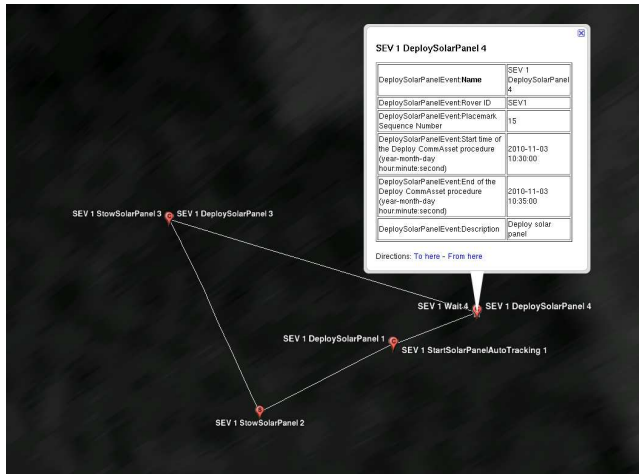 SEV 1 DeploySolarPanel 4
DeploySolarPanelEvent:Name
SEV 1
DeploySolarPanel
4
DeploySolarPanelEvent:Rover ID
SEV1
DeploySolarPanelEvent:Placemark
Sequence Number
15
DeploySolarPanelEvent:Start time of
the Deploy CommAsset procedure
(year-month-day
hour:minute:second)
2010-11-03
10:30:00
DeploySolarPanelEvent:End of the
Deploy CommAsset procedure
(year-month-day
hour:minute:second)
2010-11-03
10:35:00
DeploySolarPanelEvent:Description
Deploy solar
panel
Directions: To here - From here
SEV 1 StowSolarPanel 3
SEV 1 DeploySolarPanel 3
SEV 1 Wait 4
SEV 1 DeploySolarPanel 4
SEV 1 DeploySolarPanel 1
SEV 1 StartSolarPanelAutoTracking 1
SEV 1 StowSolarPanel 2